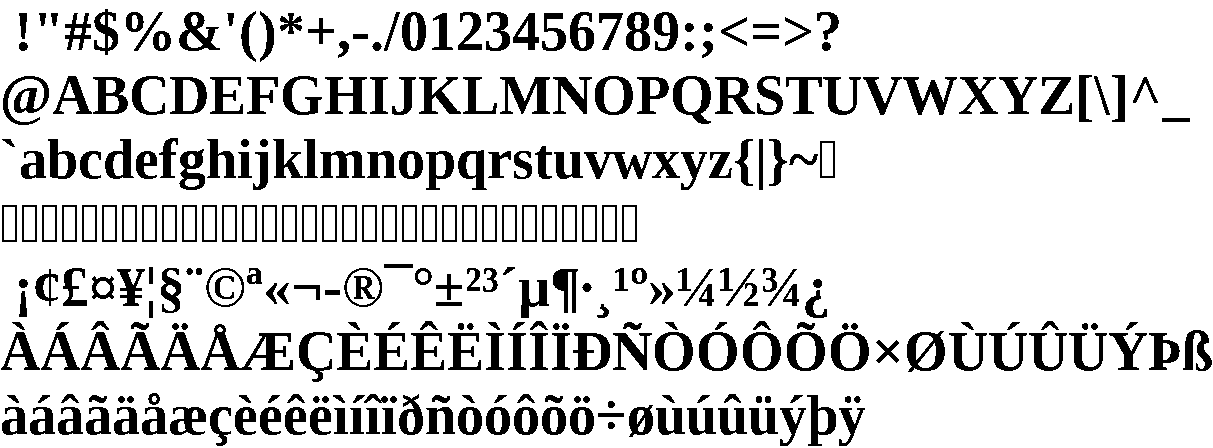 !"#$%&'()*+,-./0123456789:;<=>?
@ABCDEFGHIJKLMNOPQRSTUVWXYZ[\]^_
`abcdefghijklmnopqrstuvwxyz{|}~
¡¢£¤¥¦§¨©ª«¬-®¯°±²³´µ¶·¸¹º»¼½¾¿
ÀÁÂÃÄÅÆÇÈÉÊËÌÍÎÏÐÑÒÓÔÕÖ×ØÙÚÛÜÝÞß
àáâãäåæçèéêëìíîïðñòóôõö÷øùúûüýþÿ